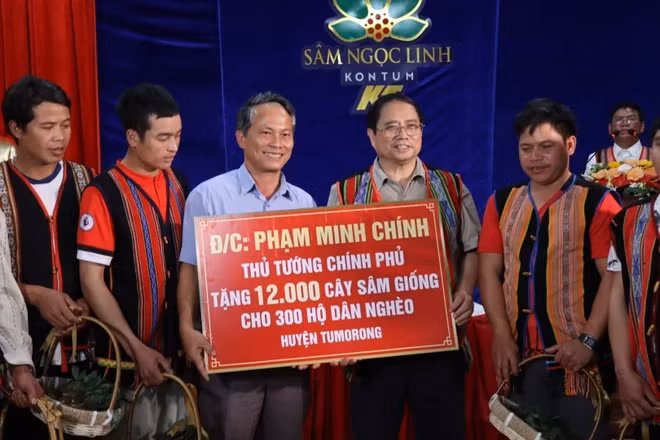 SÂM NGỌC LINH
KONTUM
Đ/C: PHẠM MINH CHÍNH
THỦ TƯỚNG CHÍNH PHỦ
TẶNG 12.000 CÂY SÂM GIỐNG
CHO 300 HỘ DÂN NGHÈO
HUYỆN TUMORONG